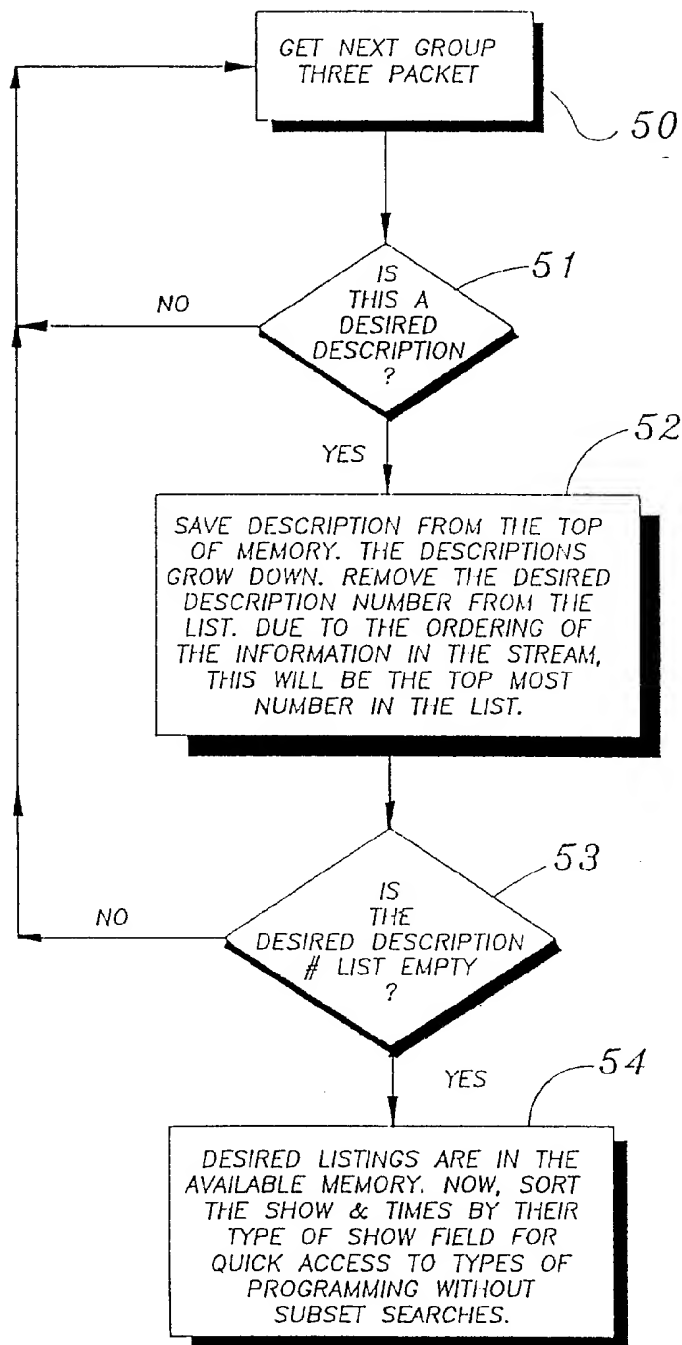 GET NEXT GROUP
THREE PACKET
50
IS
THIS A
DESIRED
DESCRIPTION
?
51
NO
YES
52
SAVE DESCRIPTION FROM THE TOP
OF MEMORY. THE DESCRIPTIONS
GROW DOWN. REMOVE THE DESIRED
DESCRIPTION NUMBER FROM THE
LIST. DUE TO THE ORDERING OF
THE INFORMATION IN THE STREAM,
THIS WILL BE THE TOP MOST
NUMBER IN THE LIST.
53
IS
THE
DESIRED DESCRIPTION
# LIST EMPTY
?
NO
YES
54
DESIRED LISTINGS ARE IN THE
AVAILABLE MEMORY. NOW, SORT
THE SHOW & TIMES BY THEIR
TYPE OF SHOW FIELD FOR
QUICK ACCESS TO TYPES OF
PROGRAMMING WITHOUT
SUBSET SEARCHES.